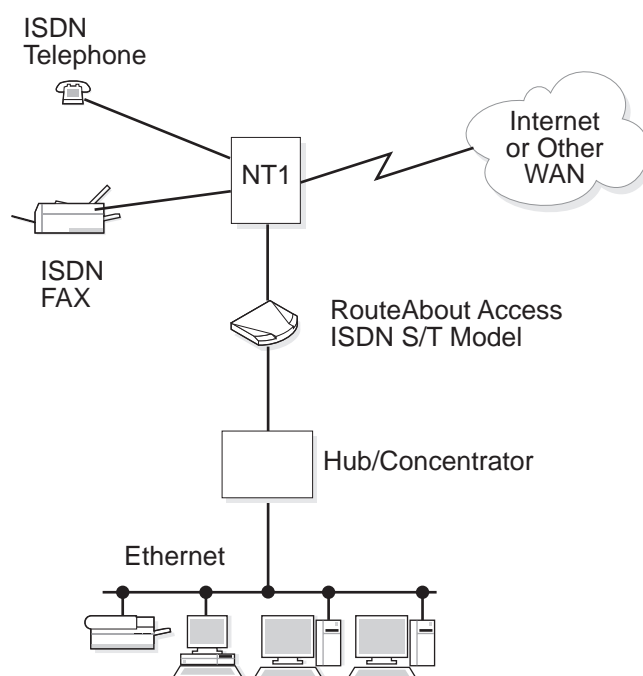 ISDN
Telephone
Internet
or Other
WAN
NT1
ISDN
FAX
RouteAbout Access
ISDN S/T Model
Hub/Concentrator
Ethernet